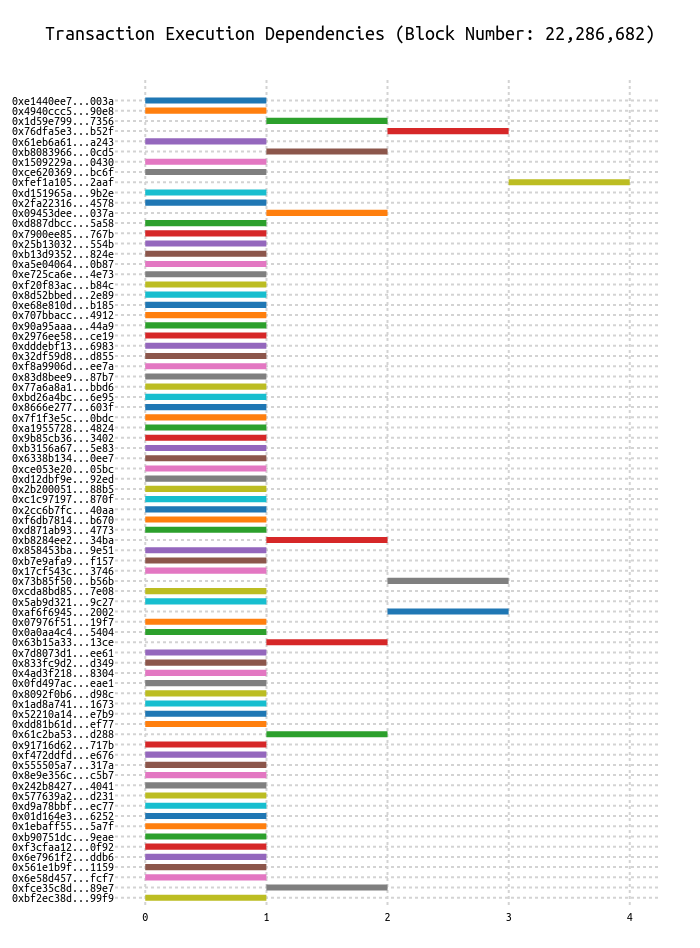 Transaction Execution Dependencies (Block Number: 22,286,682)
0xe1440ee7...003a
0x4940ccc5...90e8
0x1d59e799...7356
0x76dfa5e3...b52f
0x61eb6a61...a243
0xb8083966...0cd5
0x1509229a...0430
0xce620369...bc6f
0xfef1a105...2aaf
0xd151965a...9b2e
0x2fa22316...4578
0x09453dee...037a
0xd887dbcc...5a58
0x7900ee85...767b
0x25b13032...554b
0xb13d9352...824e
0xa5e04064...0b87
0xe725ca6e...4e73
0xf20f83ac...b84c
0x8d52bbed...2e89
0xe68e810d...b185
0x707bbacc...4912
0x90a95aaa...44a9
0x2976ee58...ce19
0xdddebf13...6983
0x32df59d8...d855
0xf8a9906d...ee7a
0x83d8bee9...87b7
0x77a6a8a1...bbd6
0xbd26a4bc...6e95
0x8666e277...603f
0x7f1f3e5c...0bdc
0xa1955728...4824
0x9b85cb36...3402
0xb3156a67...5e83
0x6338b134...0ee7
0xce053e20...05bc
0xd12dbf9e...92ed
0x2b200051...88b5
0xc1c97197...870f
0x2cc6b7fc...40aa
0xf6db7814...b670
0xd871ab93...4773
0xb8284ee2...34ba
0x858453ba...9e51
0xb7e9afa9...f157
0x17cf543c...3746
0x73b85f50...b56b
0xcda8bd85...7e08
0x5ab9d321...9c27
0xaf6f6945...2002
0x07976f51...19f7
0x0a0aa4c4...5404
0x63b15a33...13ce
0x7d8073d1...ee61
0x833fc9d2...d349
0x4ad3f218...8304
0x0fd497ac...eae1
0x8092f0b6...d98c
0x1ad8a741...1673
0x52210a14...e7b9
0xdd81b61d...ef77
0x61c2ba53...d288
0x91716d62...717b
0xf472ddfd...e676
0x555505a7...317a
0x8e9e356c...c5b7
0x242b8427...4041
0x577639a2...d231
0xd9a78bbf...ec77
0x01d164e3...6252
0x1ebaff55...5a7f
0xb90751dc...9eae
0xf3cfaa12...0f92
0x6e7961f2...ddb6
0x561e1b9f...1159
0x6e58d457...fcf7
0xfce35c8d...89e7
0xbf2ec38d...99f9
0 1 2 3 4